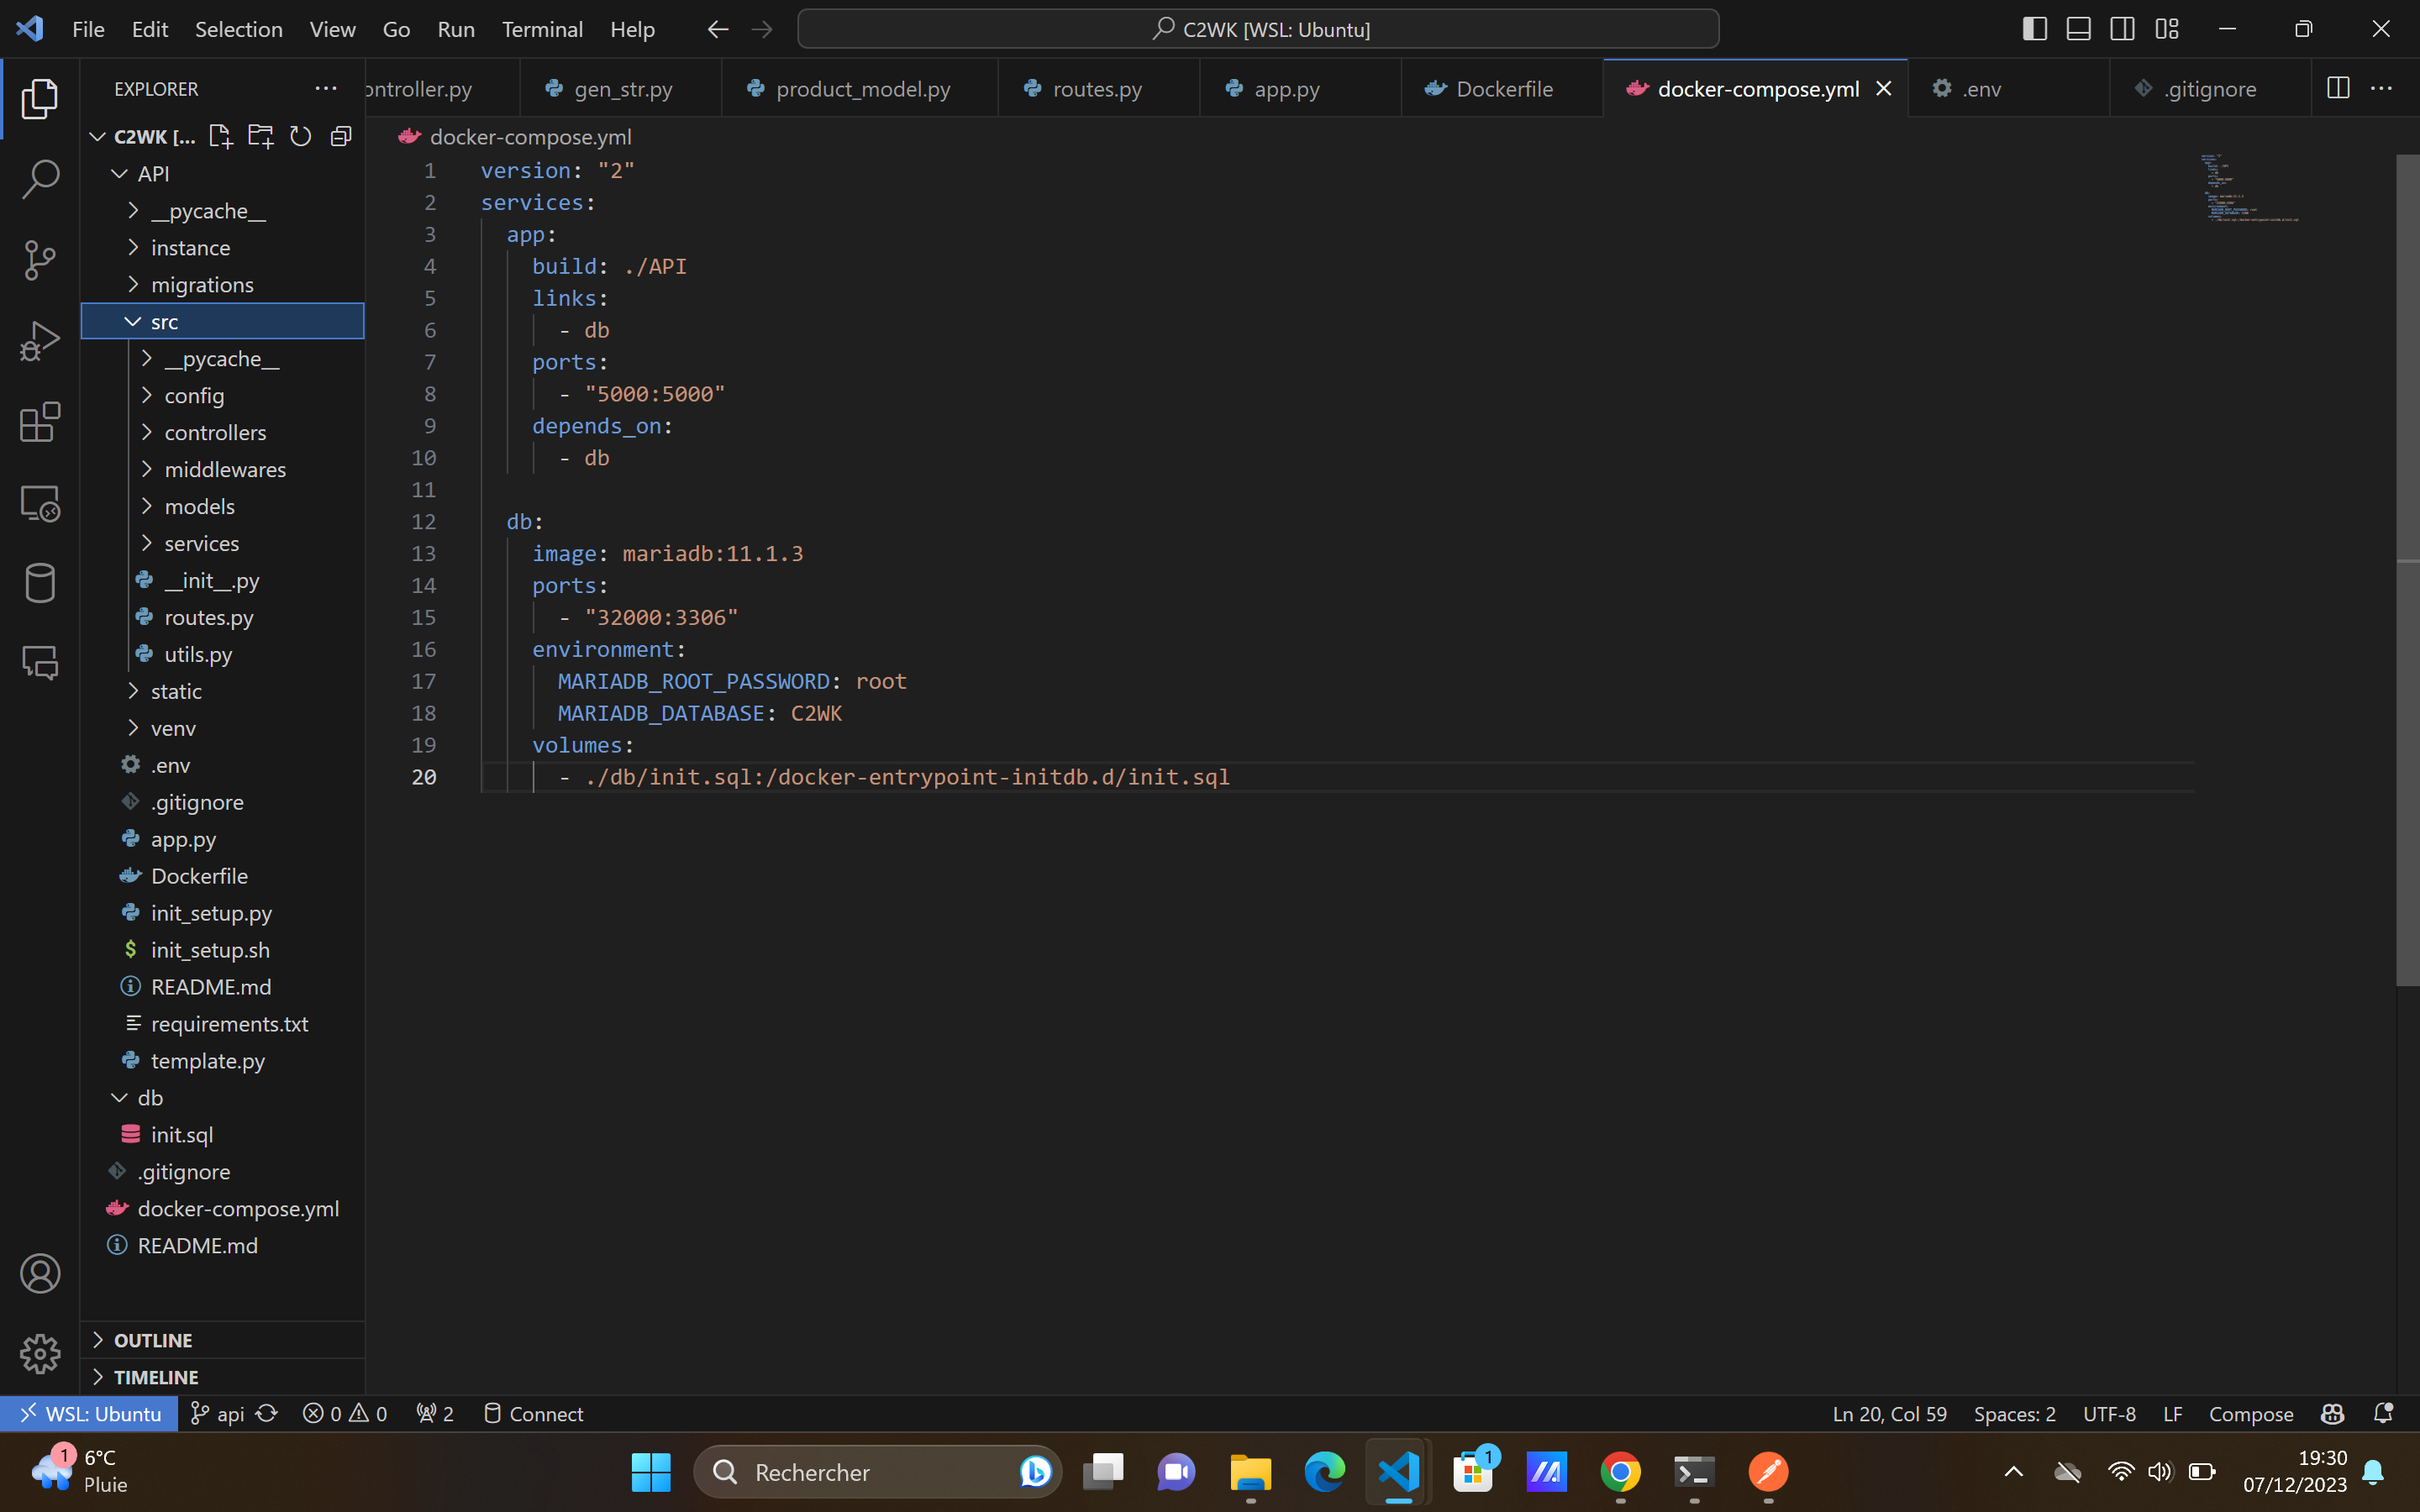 File Edit Selection View Go Run Terminal Help
C2WK [WSL: Ubuntu]
EXPLORER
ontroller.py gen_str.py product_model.py routes.py app.py Dockerfile docker-compose.yml .env .gitignore
C2WK [...
API
__pycache__
instance
migrations
src
__pycache__
config
controllers
middlewares
models
services
__init__.py
routes.py
utils.py
static
venv
.env
.gitignore
app.py
Dockerfile
init_setup.py
init_setup.sh
README.md
requirements.txt
template.py
db
init.sql
.gitignore
docker-compose.yml
README.md
OUTLINE
TIMELINE
docker-compose.yml
1 version: "2"
2 services:
3 app:
4 build: ./API
5 links:
6 - db
7 ports:
8 - "5000:5000"
9 depends_on:
10 - db
11
12 db:
13 image: mariadb:11.1.3
14 ports:
15 - "32000:3306"
16 environment:
17 MARIADB_ROOT_PASSWORD: root
18 MARIADB_DATABASE: C2WK
19 volumes:
20 - ./db/init.sql:/docker-entrypoint-initdb.d/init.sql
WSL: Ubuntu api 0 0 2 Connect Ln 20, Col 59 Spaces: 2 UTF-8 LF Compose
1
6°C
Pluie
Rechercher
1
19:30
07/12/2023